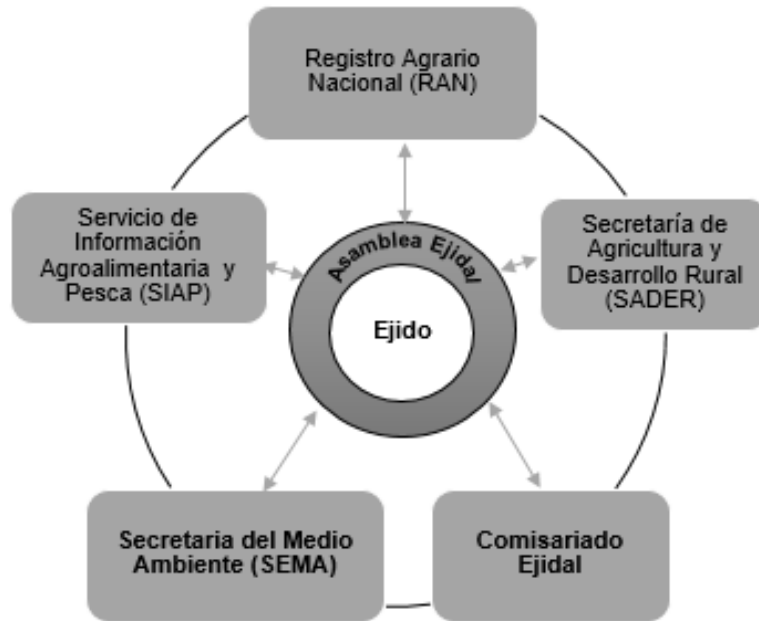 Registro Agrario
Nacional (RAN)
Servicio de
Información
Agroalimentaria y
Pesca (SIAP)
Asamblea Ejidal
Ejido
Secretaría de
Agricultura y
Desarrollo Rural
(SADER)
Secretaria del Medio
Ambiente (SEMA)
Comisariado
Ejidal